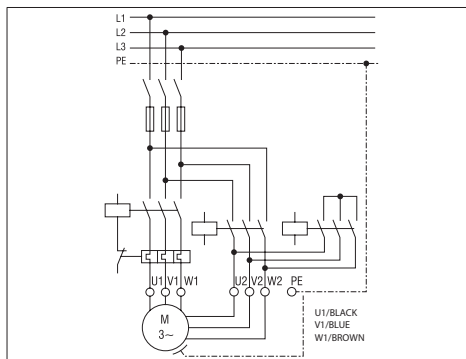 L1
L2
L3
PE
U1 V1 W1
U2 V2 W2 PE
M
3~
U1/BLACK
V1/BLUE
W1/BROWN